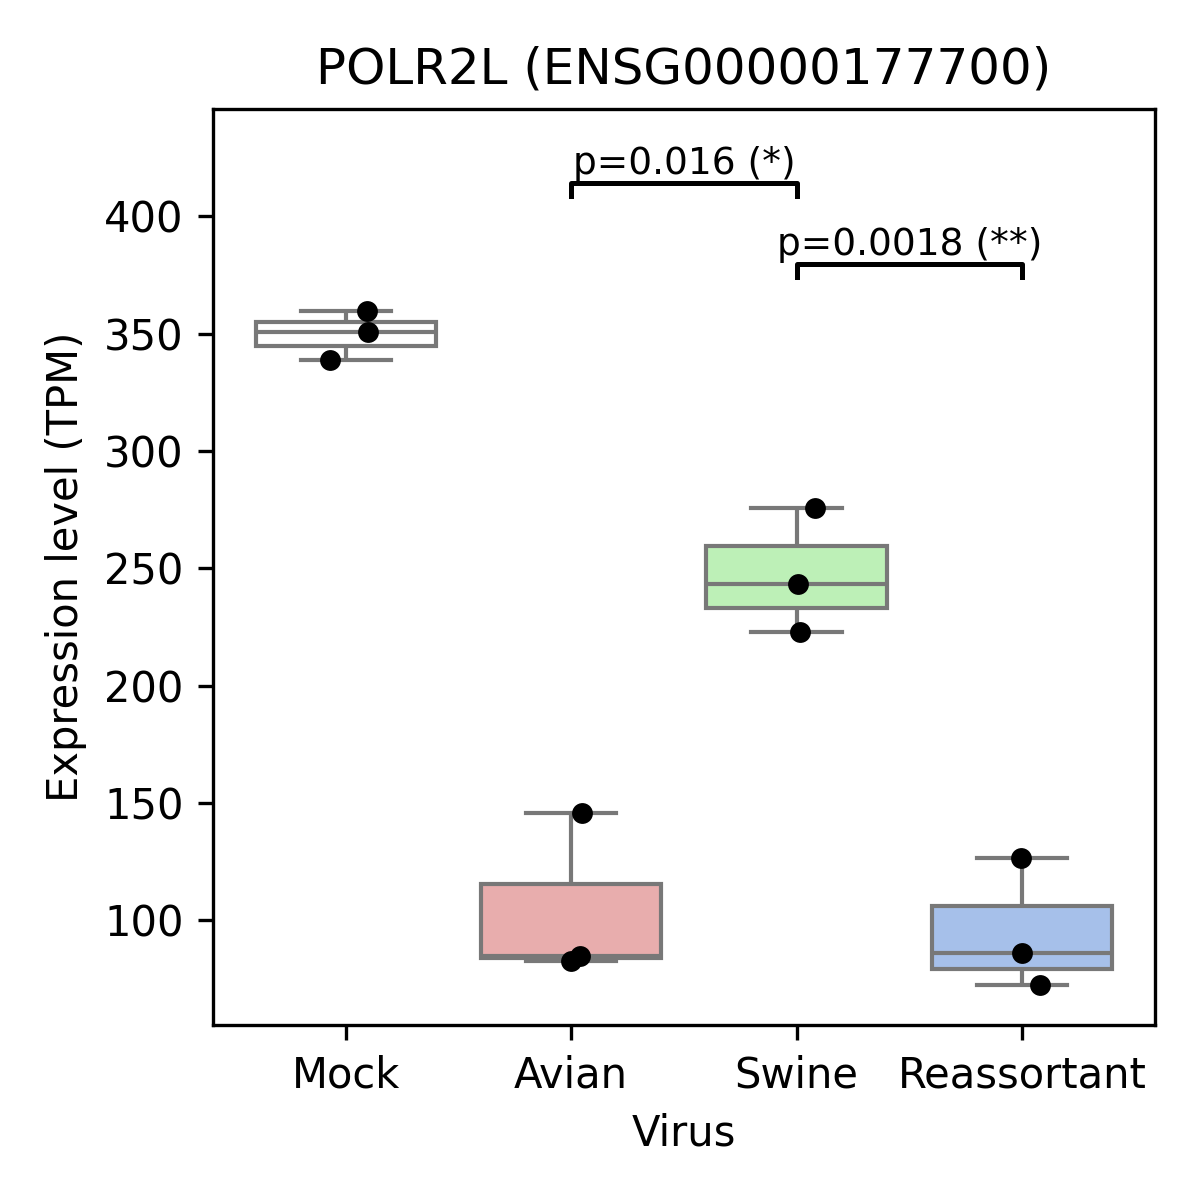 POLR2L (ENSG00000177700)
p=0.016 (*)
p=0.0018 (**)
400
350
300
250
200
150
100
Expression level (TPM)
Mock Avian Swine Reassortant
Virus